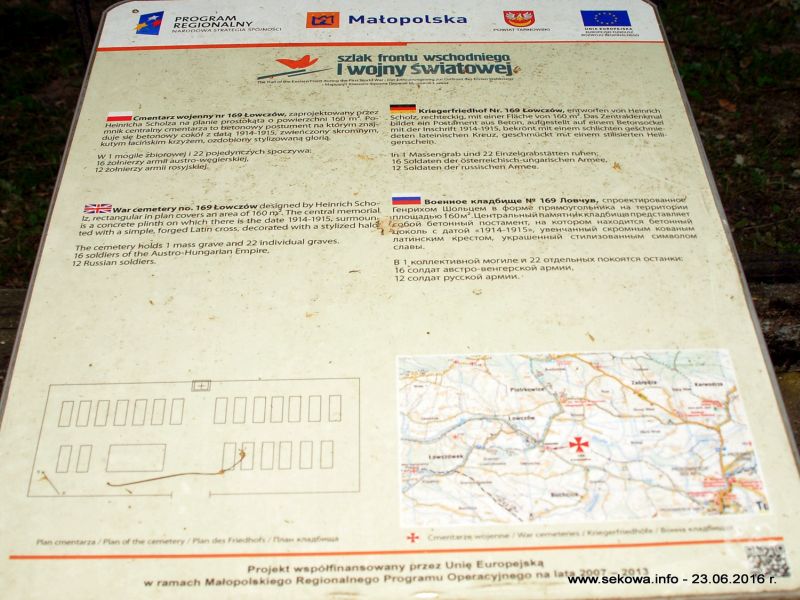 PROGRAM
REGIONALNY
NARODOWA STRATEGIA SPÓJNOŚCI
Małopolska
POWIAT TARNOWSKI
UNIA EUROPEJSKA
EUROPEJSKI FUNDUSZ
ROZWOJU REGIONALNEGO
szlak frontu wschodniego
I wojny światowej
Cmentarz wojenny nr 169 Łowczów, zaprojektowany przez
Heinricha Scholza na planie prostokąta o powierzchni 160 m². Po-
mnik centralny cmentarza to betonowy postument na którym znaj-
duje się betonowy cokół z datą 1914-1915, zwieńczony skromnym,
kutym łacińskim krzyżem, ozdobiony stylizowaną glorią.
W 1 mogile zbiorowej i 22 pojedynczych spoczywa:
16 żołnierzy armii austro-węgierskiej,
12 żołnierzy armii rosyjskiej.
Kriegerfriedhof Nr. 169 Łowczów, entworfen von Heinrich
Scholz, rechteckig, mit einer Fläche von 160 m². Das Zentraldenkmal
bildet ein Postament aus Beton, aufgestellt auf einem Betonsockel
mit der Inschrift 1914-1915, bekrönt mit einem schlichten geschmie-
deten lateinischen Kreuz, geschmückt mit einem stilisierten Heili-
genschein.
In 1 Massengrab und 22 Einzelgrabstätten ruhen:
16 Soldaten der österreichisch-ungarischen Armee,
12 Soldaten der russischen Armee.
War cemetery no. 169 Łowczów designed by Heinrich Scho-
lz, rectangular in plan covers an area of 160 m². The central memorial
is a concrete plinth on which there is the date 1914-1915, surmoun-
ted with a simple, forged Latin cross, decorated with a stylized halo.
The cemetery holds 1 mass grave and 22 individual graves.
16 soldiers of the Austro-Hungarian Empire,
12 Russian soldiers.
Военное кладбище № 169 Ловчув, спроектированное
Генрихом Шольцем в форме прямоугольника на территории
площадью 160м². Центральный памятник кладбища представляет
собой бетонный постамент, на котором находится бетонный
цоколь с датой «1914-1915», увенчанный скромным кованым
латинским крестом, украшенный стилизованным символом
славы.
В 1 коллективной могиле и 22 отдельных покоятся останки:
16 солдат австро-венгерской армии,
12 солдат русской армии.
Piotrkowice
Zabłędza
Karwodrza
Łowczów
Łowczówek
Buchcice
Tu
Plan cmentarza / Plan of the cemetery / Plan des Friedhofs / План кладбища
Cmentarze wojenne / War cemeteries / Kriegerfriedhöfe / Военна кладбища
Projekt współfinansowany przez Unię Europejską
w ramach Małopolskiego Regionalnego Programu Operacyjnego na lata 2007 – 2013
www.sekowa.info - 23.06.2016 r.